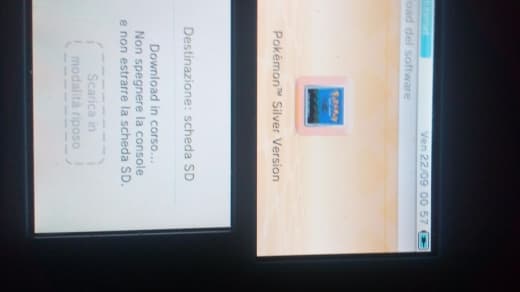 Ven 22/09 00 57
oad del software
Pokémon™ Silver Version
Destinazione: scheda SD
Download in corso...
Non spegnere la console
e non estrarre la scheda SD.
Scarica in
modalità riposo